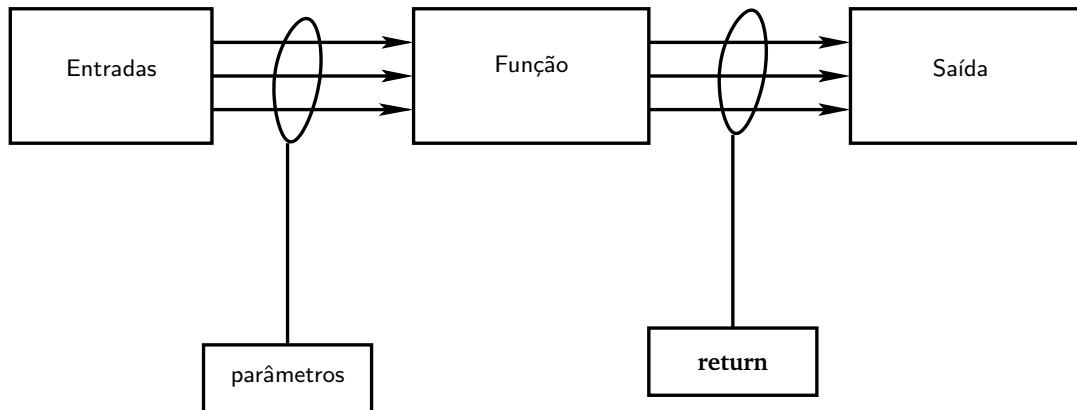 Entradas
Função
Saída
parâmetros
return